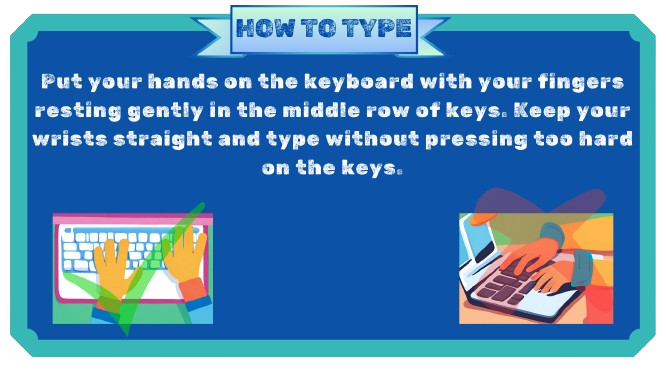 HOW TO TYPE
Put your hands on the keyboard with your fingers
resting gently in the middle row of keys. Keep your
wrists straight and type without pressing too hard
on the keys.